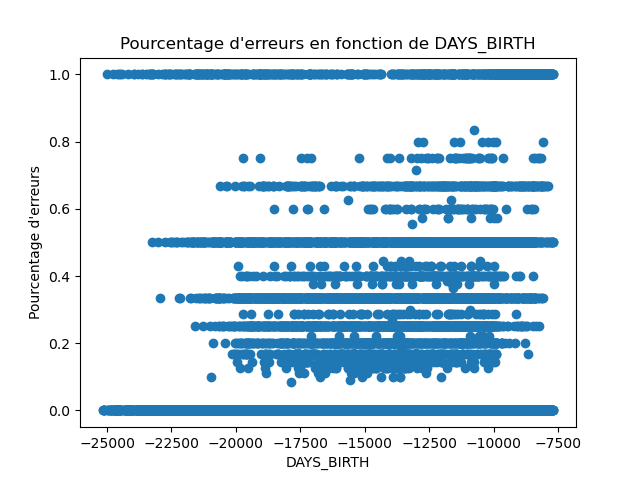 Pourcentage d'erreurs en fonction de DAYS_BIRTH
1.0
0.8
0.6
0.4
0.2
0.0
Pourcentage d'erreurs
−25000 −22500 −20000 −17500 −15000 −12500 −10000 −7500
DAYS_BIRTH